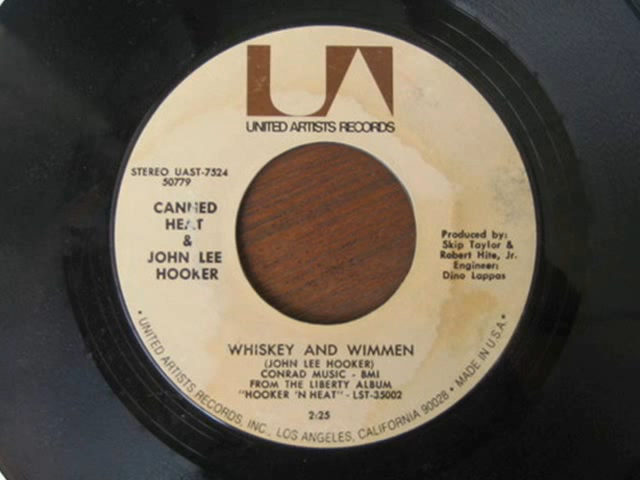 UA
UNITED ARTISTS RECORDS
STEREO UAST-7524
50779
CANNED
HEAT
&
JOHN LEE
HOOKER
Produced by:
Skip Taylor &
Robert Hite, Jr.
Engineer:
Dino Lappas
WHISKEY AND WIMMEN
(JOHN LEE HOOKER)
CONRAD MUSIC - BMI
FROM THE LIBERTY ALBUM
"HOOKER 'N HEAT" - LST-35002
2:25
• UNITED ARTISTS RECORDS, INC., LOS ANGELES, CALIFORNIA 90028 • MADE IN U.S.A. •